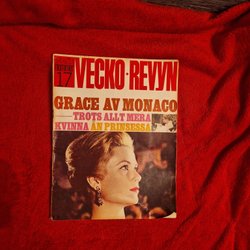 17
VECKO-REVYN
GRACE AV MONACO
TROTS ALLT MERA
KVINNA ÄN PRINSESSA